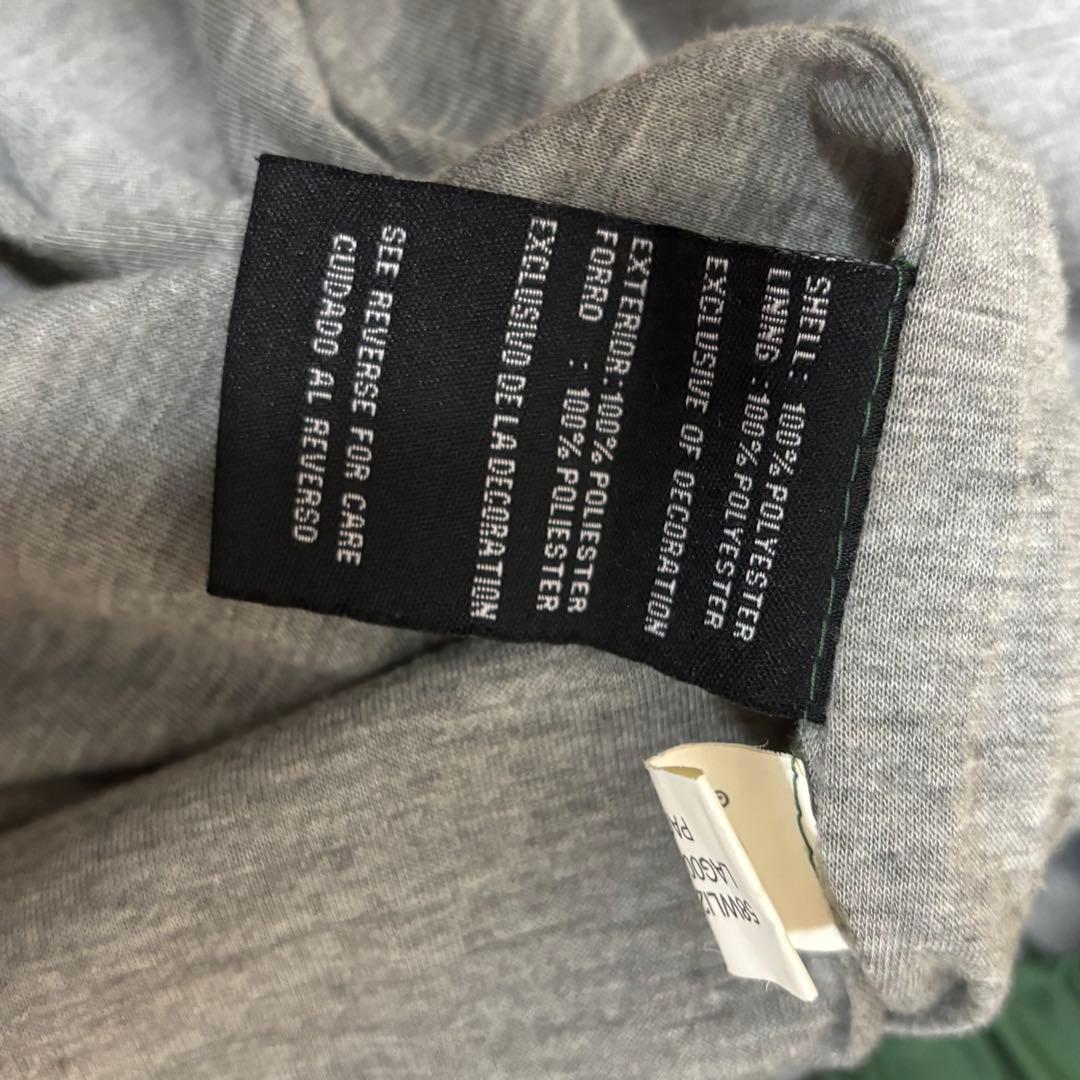 SHELL: 100% POLYESTER
LINING :100% POLYESTER
EXCLUSIVE OF DECORATION
EXTERIOR:100% POLIESTER
FORRO : 100% POLIESTER
EXCLUSIVO DE LA DECORATION
SEE REVERSE FOR CARE
CUIDADO AL REVERSO